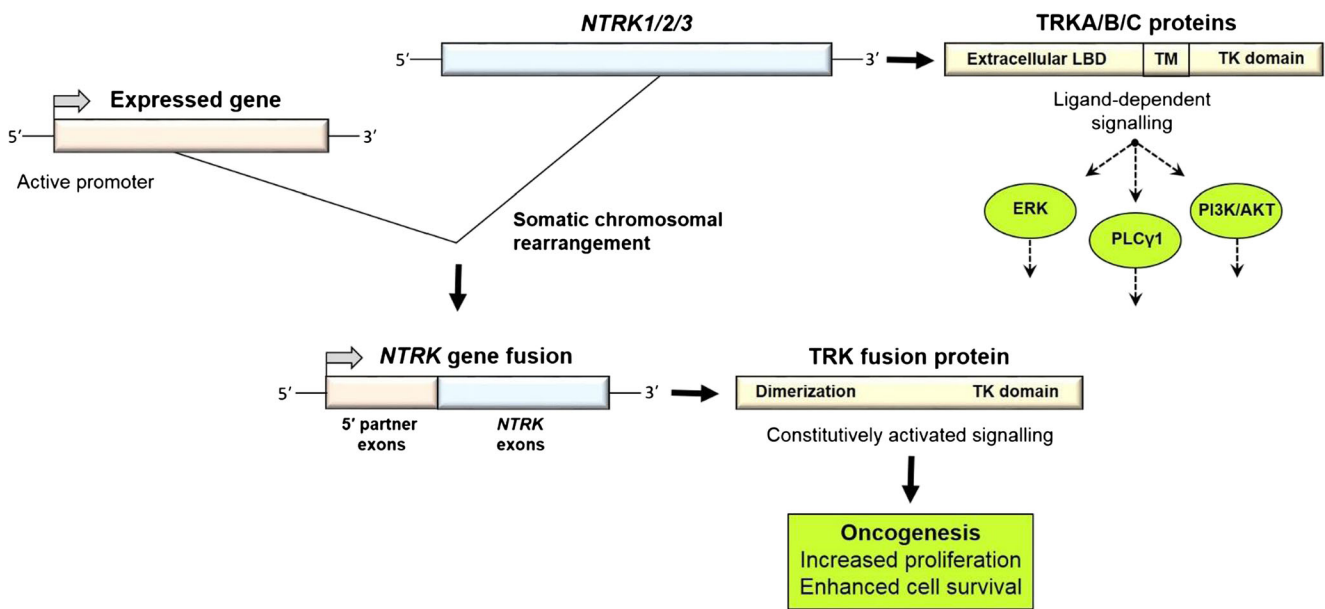 NTRK1/2/3
5′
3′
TRKA/B/C proteins
Extracellular LBD
TM
TK domain
Ligand-dependent
signalling
ERK
PLCγ1
PI3K/AKT
Expressed gene
5′
3′
Active promoter
Somatic chromosomal
rearrangement
NTRK gene fusion
5′
3′
5′ partner
exons
NTRK
exons
TRK fusion protein
Dimerization
TK domain
Constitutively activated signalling
Oncogenesis
Increased proliferation
Enhanced cell survival